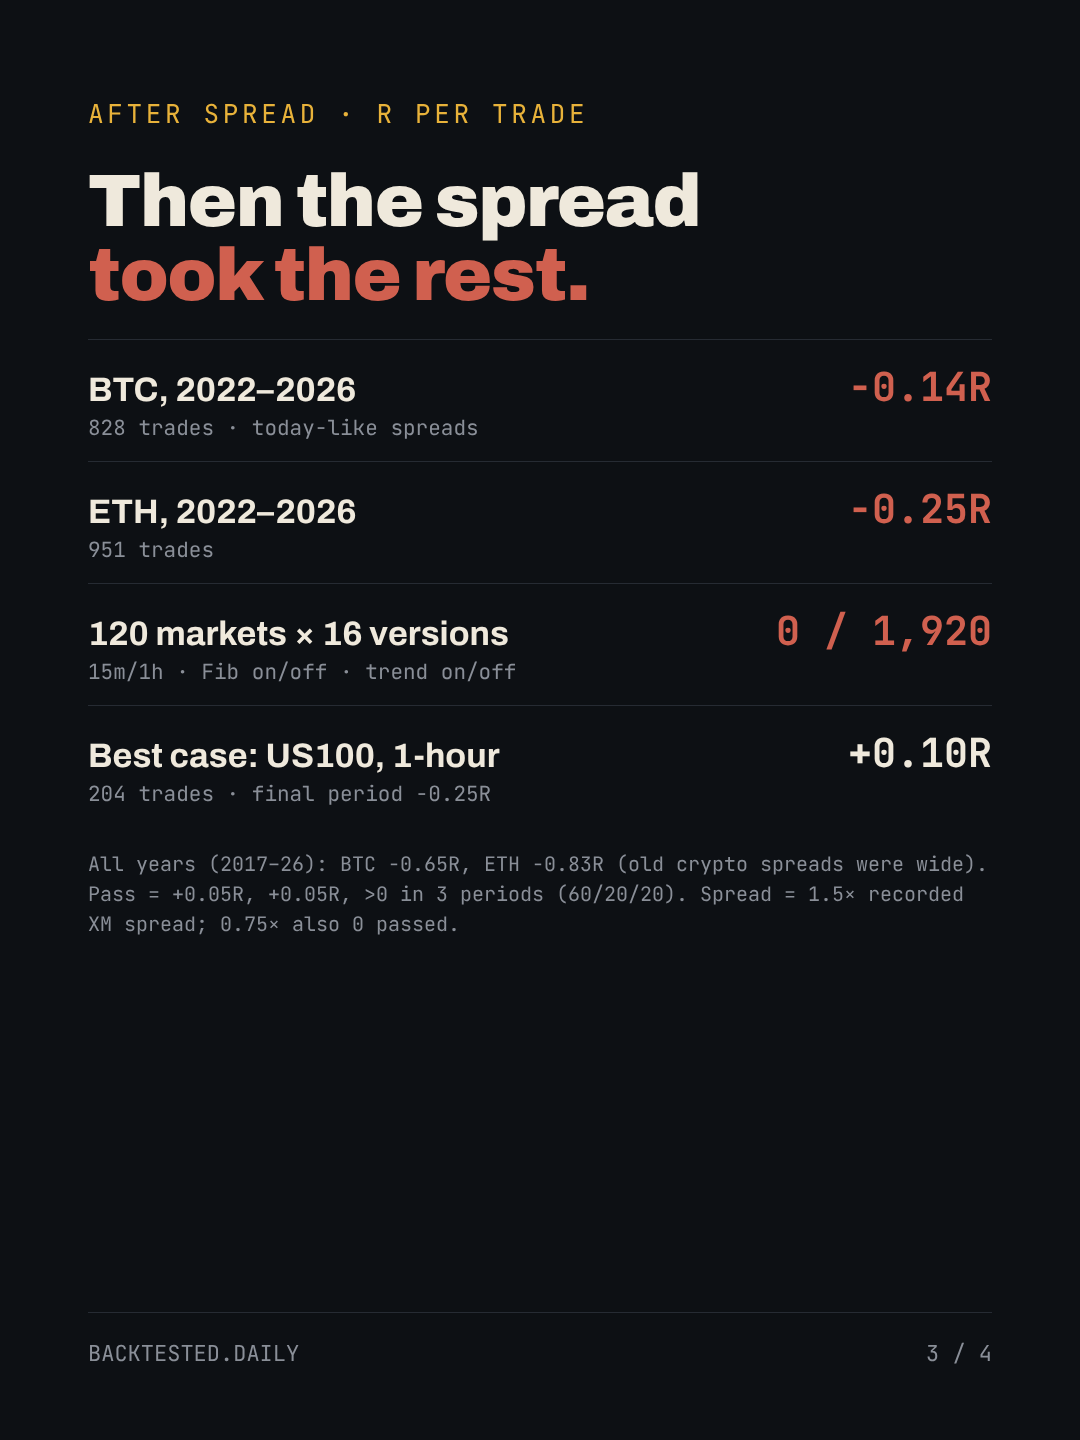 AFTER SPREAD · R PER TRADE
Then the spread
took the rest.
BTC, 2022–2026
-0.14R
828 trades · today-like spreads
ETH, 2022–2026
-0.25R
951 trades
120 markets × 16 versions
0 / 1,920
15m/1h · Fib on/off · trend on/off
Best case: US100, 1-hour
+0.10R
204 trades · final period -0.25R
All years (2017–26): BTC -0.65R, ETH -0.83R (old crypto spreads were wide).
Pass = +0.05R, +0.05R, >0 in 3 periods (60/20/20). Spread = 1.5× recorded
XM spread; 0.75× also 0 passed.
BACKTESTED.DAILY
3 / 4